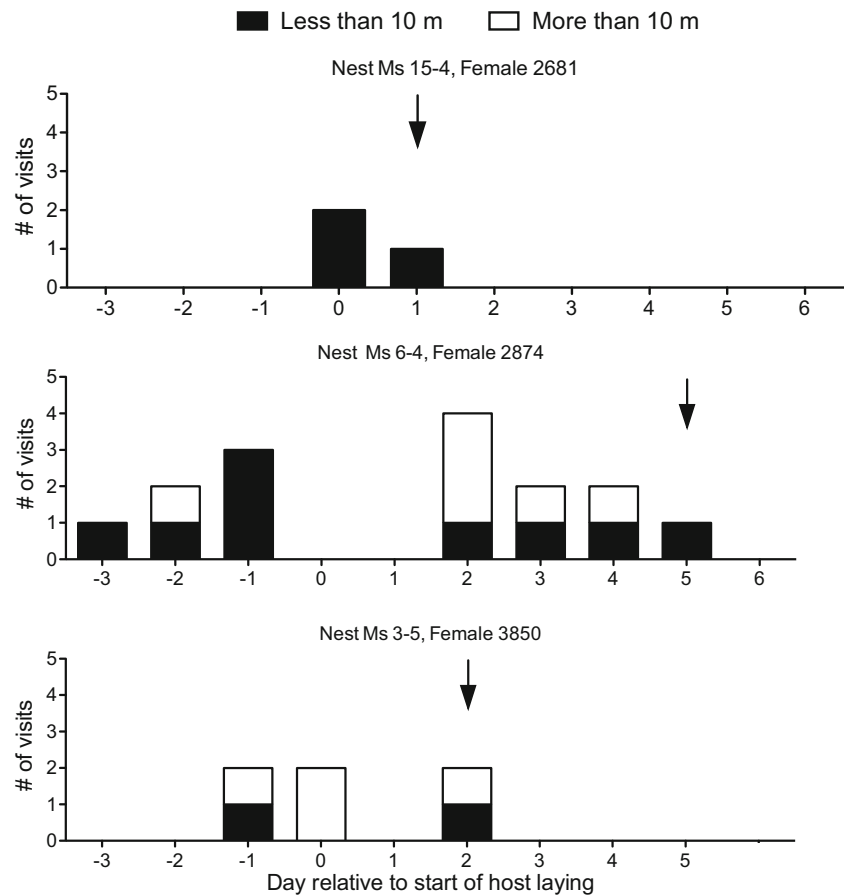 Less than 10 m More than 10 m
Nest Ms 15-4, Female 2681
5
4
3
2
1
0
# of visits
-3 -2 -1 0 1 2 3 4 5 6
Nest Ms 6-4, Female 2874
5
4
3
2
1
0
# of visits
-3 -2 -1 0 1 2 3 4 5 6
Nest Ms 3-5, Female 3850
5
4
3
2
1
0
# of visits
-3 -2 -1 0 1 2 3 4 5
Day relative to start of host laying